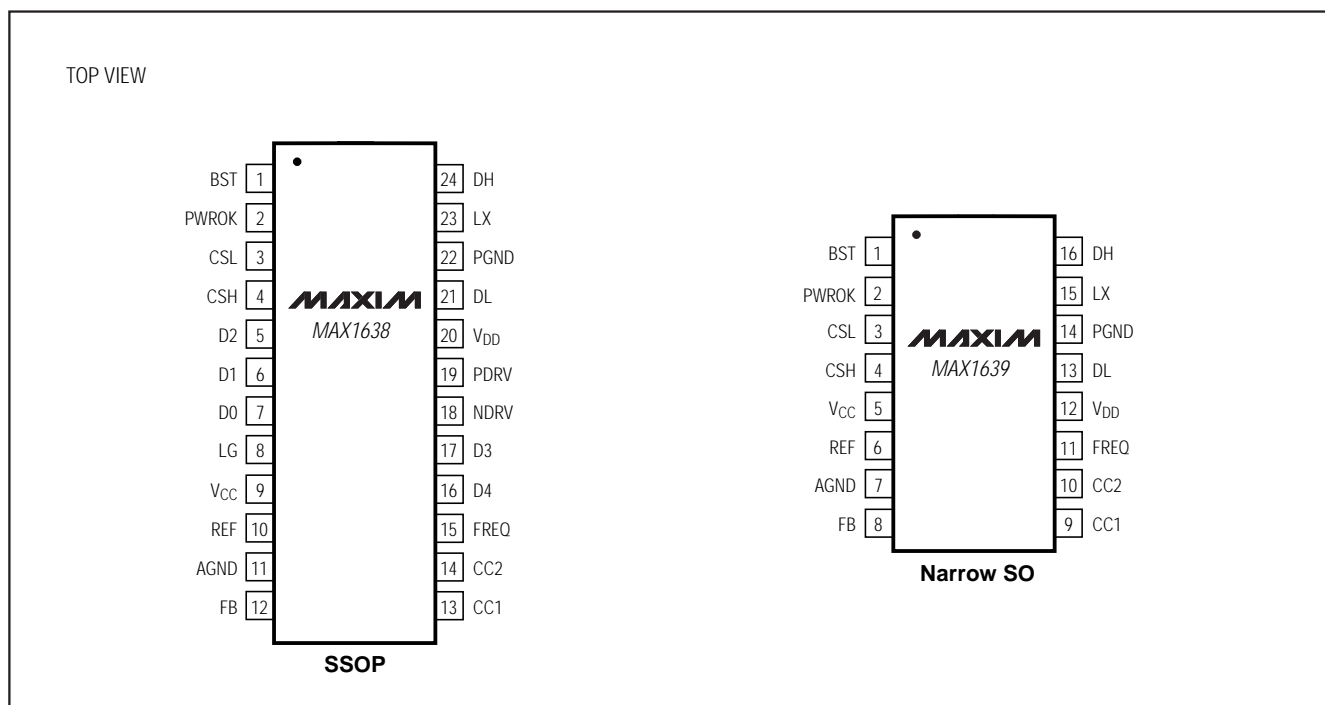 TOP VIEW
BST 1
PWROK 2
CSL 3
CSH 4
D2 5
D1 6
D0 7
LG 8
VCC 9
REF 10
AGND 11
FB 12
MAXIM
MAX1638
24 DH
23 LX
22 PGND
21 DL
20 VDD
19 PDRV
18 NDRV
17 D3
16 D4
15 FREQ
14 CC2
13 CC1
SSOP
BST 1
PWROK 2
CSL 3
CSH 4
VCC 5
REF 6
AGND 7
FB 8
MAXIM
MAX1639
16 DH
15 LX
14 PGND
13 DL
12 VDD
11 FREQ
10 CC2
9 CC1
Narrow SO